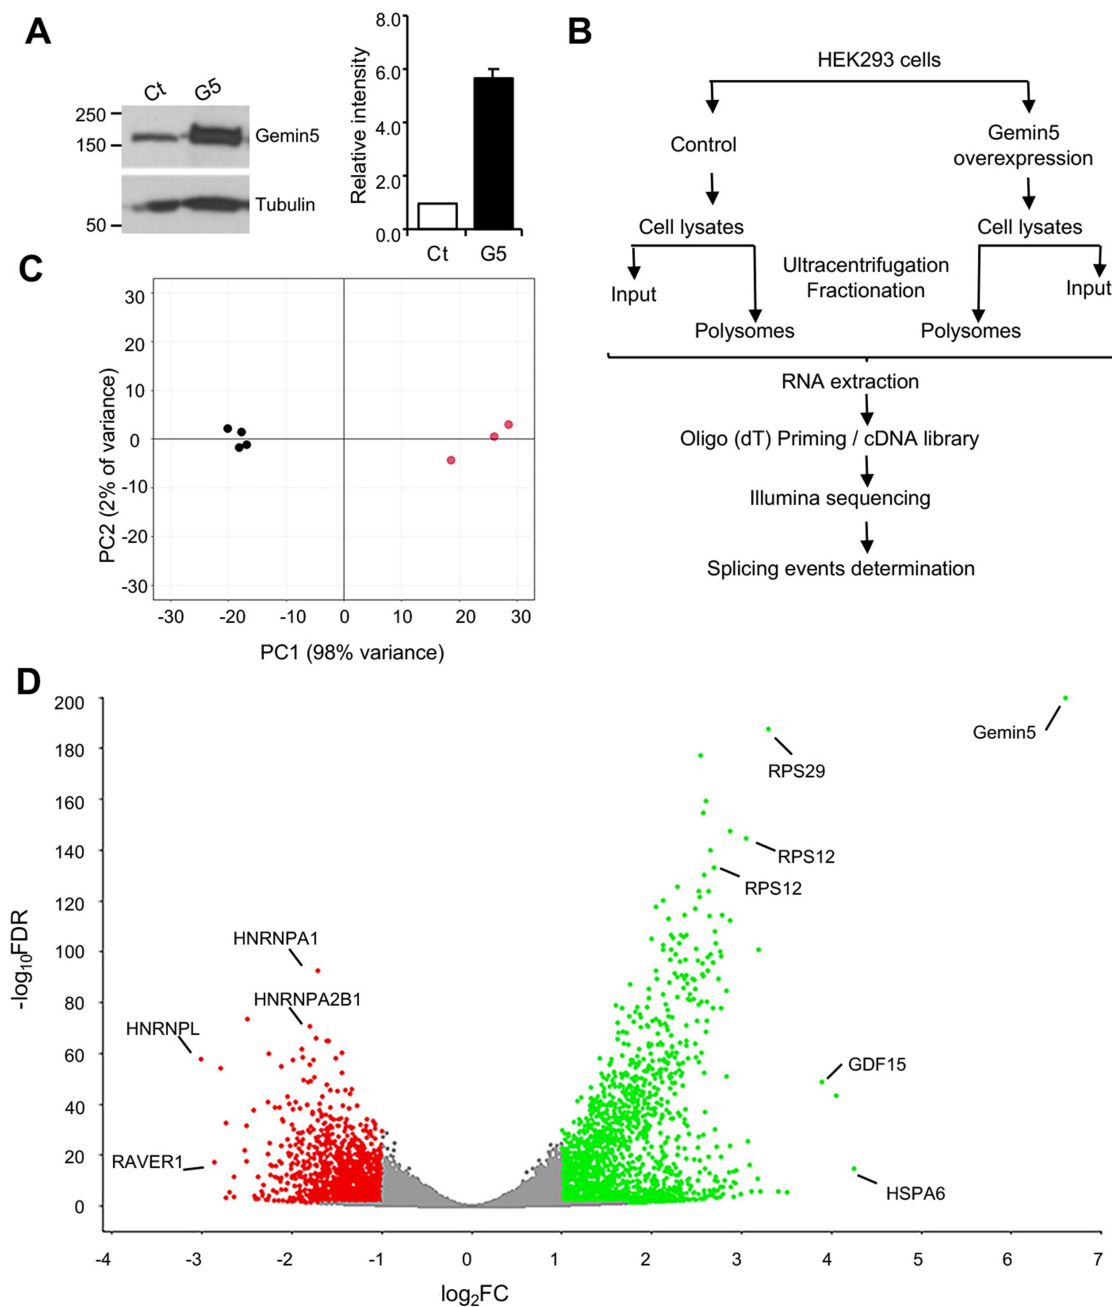 A
Ct G5
250
150
50
Gemin5
Tubulin
8.0
6.0
4.0
2.0
0.0
Relative intensity
Ct G5
B
HEK293 cells
Control
Gemin5
overexpression
Cell lysates
Cell lysates
Ultracentrifugation
Fractionation
Input
Input
Polysomes
Polysomes
RNA extraction
Oligo (dT) Priming / cDNA library
Illumina sequencing
Splicing events determination
C
30
20
10
0
-10
-20
-30
PC2 (2% of variance)
-30 -20 -10 0 10 20 30
PC1 (98% variance)
D
200
180
160
140
120
100
80
60
40
20
0
-log10FDR
Gemin5
RPS29
RPS12
RPS12
HNRNPA1
HNRNPA2B1
HNRNPL
GDF15
RAVER1
HSPA6
-4 -3 -2 -1 0 1 2 3 4 5 6 7
log2FC